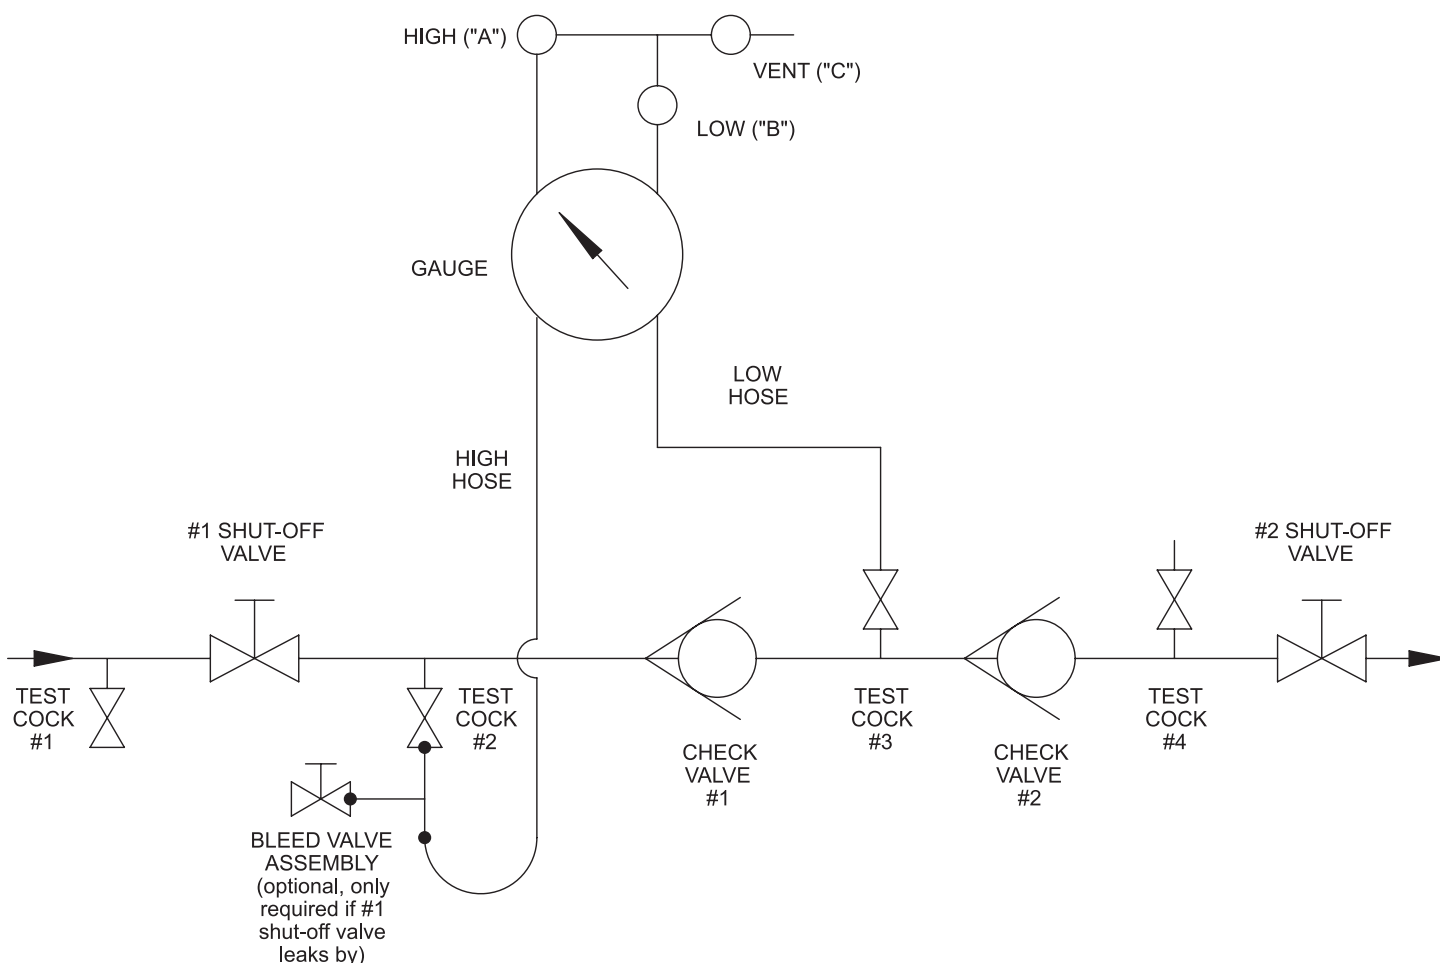 HIGH ("A")
VENT ("C")
LOW ("B")
GAUGE
LOW
HOSE
HIGH
HOSE
#1 SHUT-OFF
VALVE
#2 SHUT-OFF
VALVE
TEST
COCK
#1
TEST
COCK
#2
CHECK
VALVE
#1
TEST
COCK
#3
CHECK
VALVE
#2
TEST
COCK
#4
BLEED VALVE
ASSEMBLY
(optional, only
required if #1
shut-off valve
leaks by)